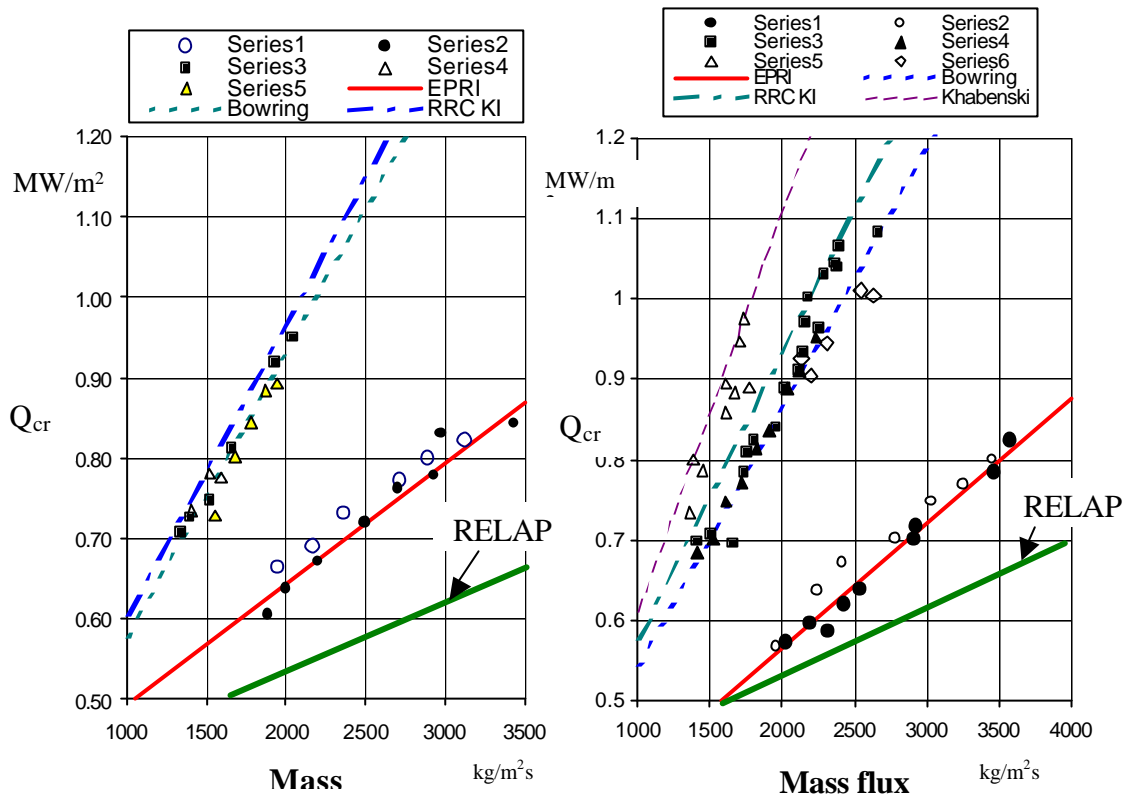 Series1 Series2
Series3 Series4
Series5 EPRI
Bowring RRC KI
1.20
MW/m²
1.10
1.00
0.90
Qcr
0.80
0.70
0.60
0.50
RELAP
1000 1500 2000 2500 3000 3500
Mass kg/m²s
Series1 Series2
Series3 Series4
Series5 Series6
EPRI Bowring
RRC KI Khabenski
1.2
MW/m
1.1
1
0.9
Qcr
0.8
0.7
0.6
0.5
RELAP
1000 1500 2000 2500 3000 3500 4000
Mass flux kg/m²s